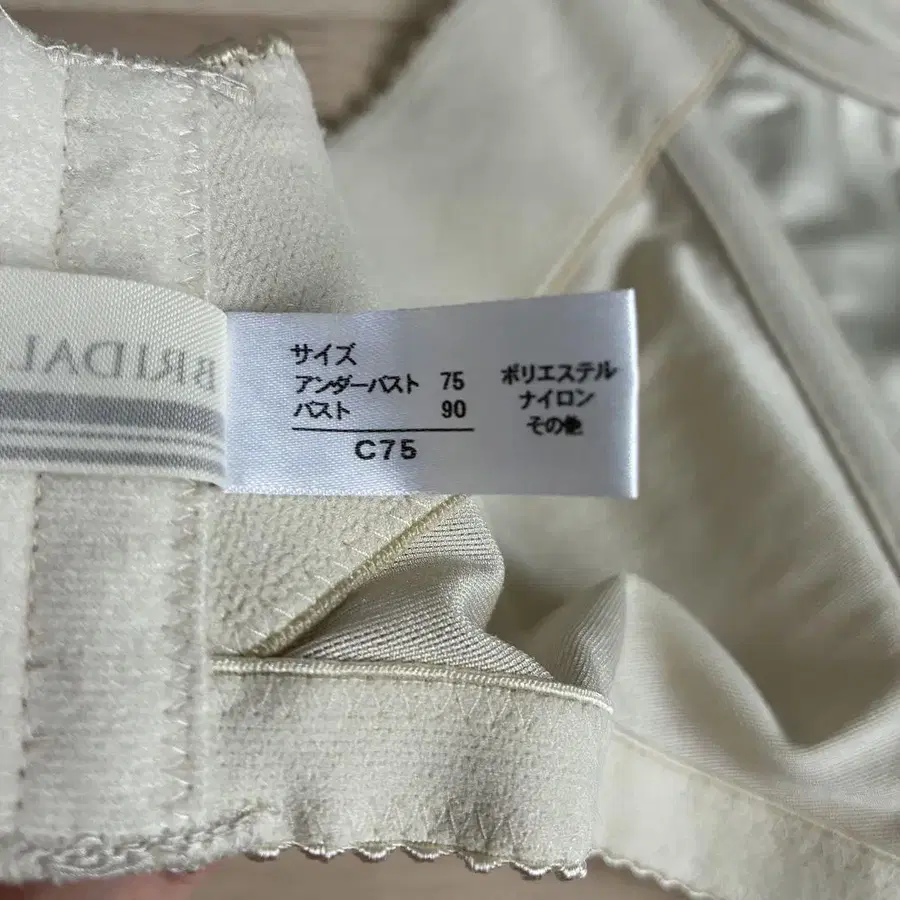 BRIDAL
サイズ
アンダーバスト 75
バスト 90
C75
ポリエステル
ナイロン
その他